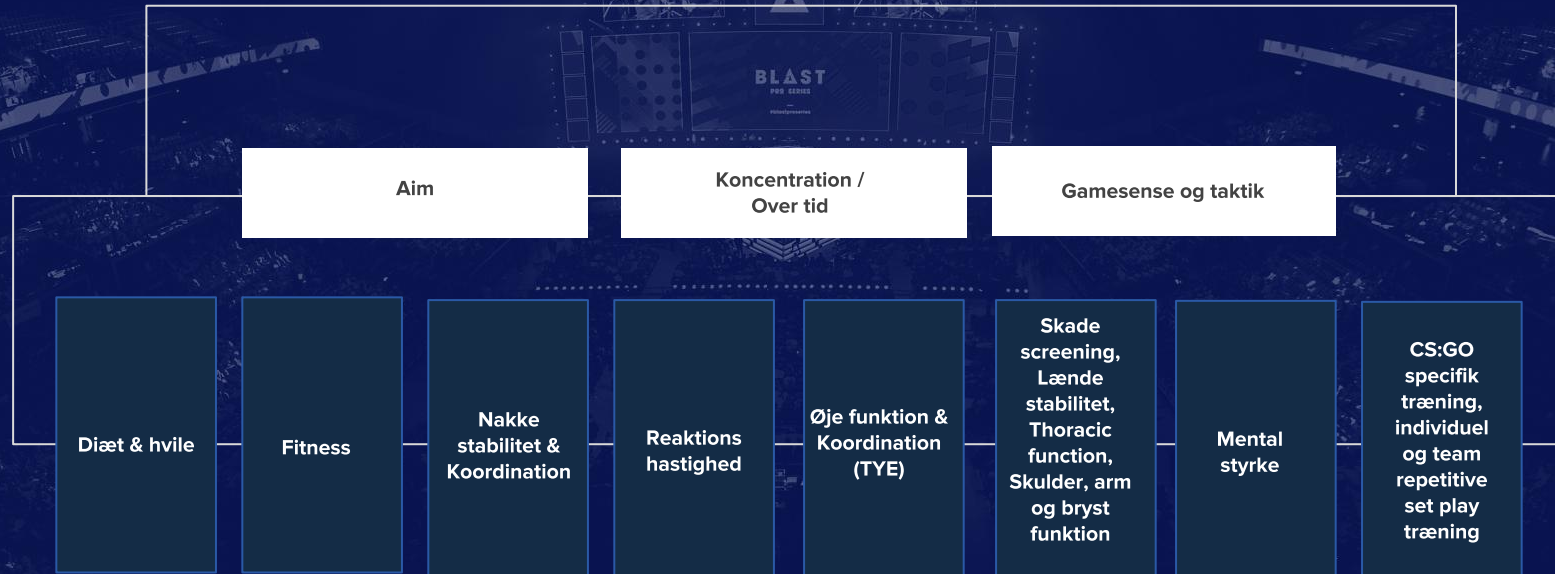 BLAST
PRO SERIES
Aim
Koncentration /
Over tid
Gamesense og taktik
Diæt & hvile
Fitness
Nakke
stabilitet &
Koordination
Reaktions
hastighed
Øje funktion &
Koordination
(TYE)
Skade
screening,
Lænde
stabilitet,
Thoracic
function,
Skulder, arm
og bryst
funktion
Mental
styrke
CS:GO
specifik
træning,
individuel
og team
repetitive
set play
træning